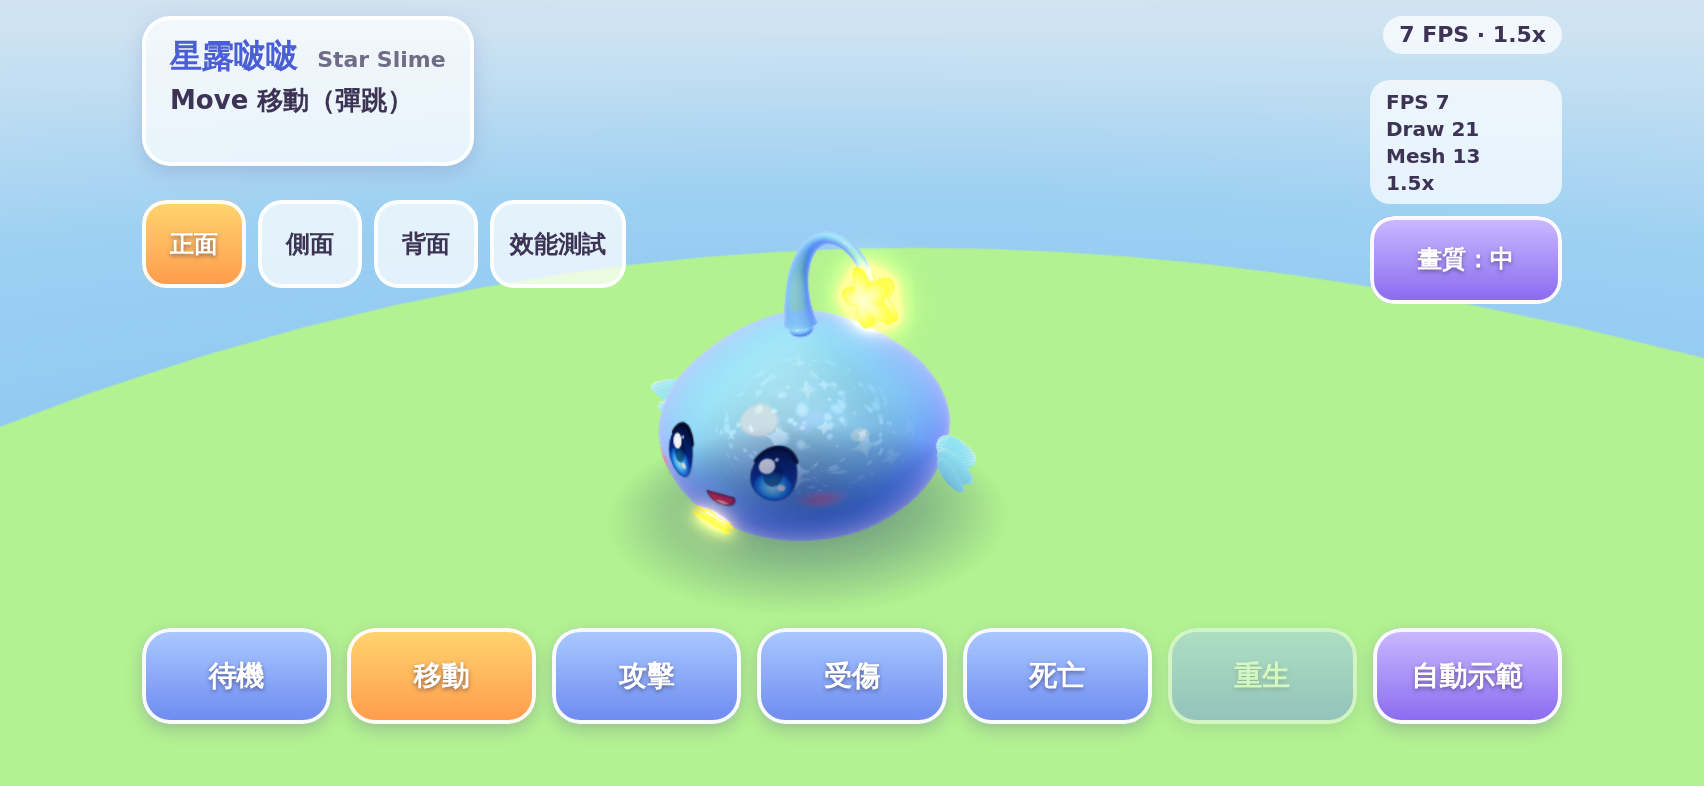 星露啵啵 Star Slime
Move 移動（彈跳）
7 FPS · 1.5x
FPS 7
Draw 21
Mesh 13
1.5x
正面
側面
背面
效能測試
畫質：中
待機
移動
攻擊
受傷
死亡
重生
自動示範